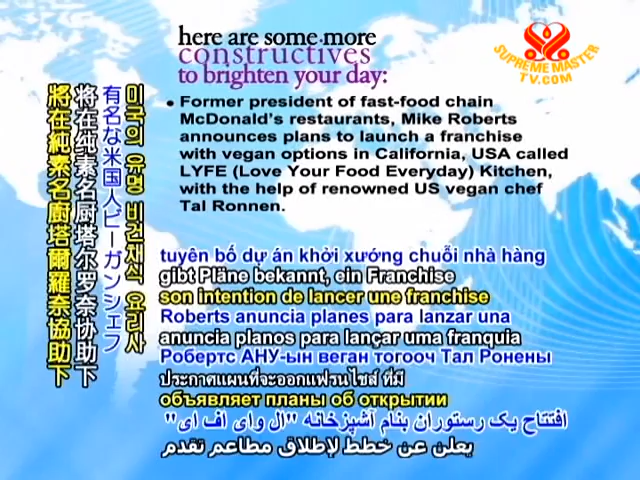 here are some more
constructives
to brighten your day:
SUPREME MASTER
TV.COM
• Former president of fast-food chain
McDonald's restaurants, Mike Roberts
announces plans to launch a franchise
with vegan options in California, USA called
LYFE (Love Your Food Everyday) Kitchen,
with the help of renowned US vegan chef
Tal Ronnen.
將在純素名廚塔爾羅奈協助下
将在纯素名厨塔尔罗奈协助下
有名な米国人ビーガンシェフ
미국의 유명 비건채식 요리사
tuyên bố dự án khởi xướng chuỗi nhà hàng
gibt Pläne bekannt, ein Franchise
son intention de lancer une franchise
Roberts anuncia planes para lanzar una
anuncia planos para lançar uma franquia
Робертс АНУ-ын веган тогооч Тал Ронены
ประกาศแผนที่จะออกแฟรนไชส์ ที่มี
объявляет планы об открытии
افتتاح یک رستوران بنام آشپزخانه "ال وای اف ای"
يعلن عن خطط لإطلاق مطاعم تقدم